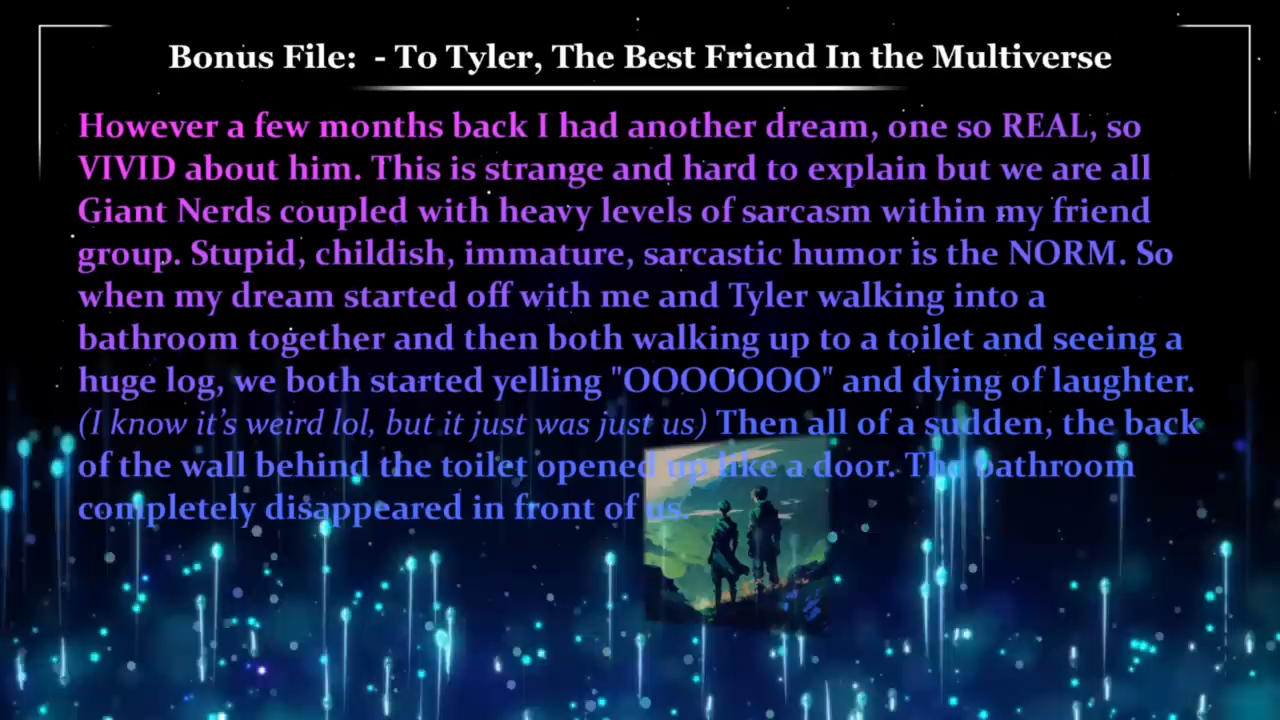 Bonus File:  - To Tyler, The Best Friend In the Multiverse
However a few months back I had another dream, one so REAL, so
VIVID about him. This is strange and hard to explain but we are all
Giant Nerds coupled with heavy levels of sarcasm within my friend
group. Stupid, childish, immature, sarcastic humor is the NORM. So
when my dream started off with me and Tyler walking into a
bathroom together and then both walking up to a toilet and seeing a
huge log, we both started yelling "OOOOOOO" and dying of laughter.
(I know it’s weird lol, but it just was just us) Then all of a sudden, the back
of the wall behind the toilet opened up like a door. The bathroom
completely disappeared in front of us.